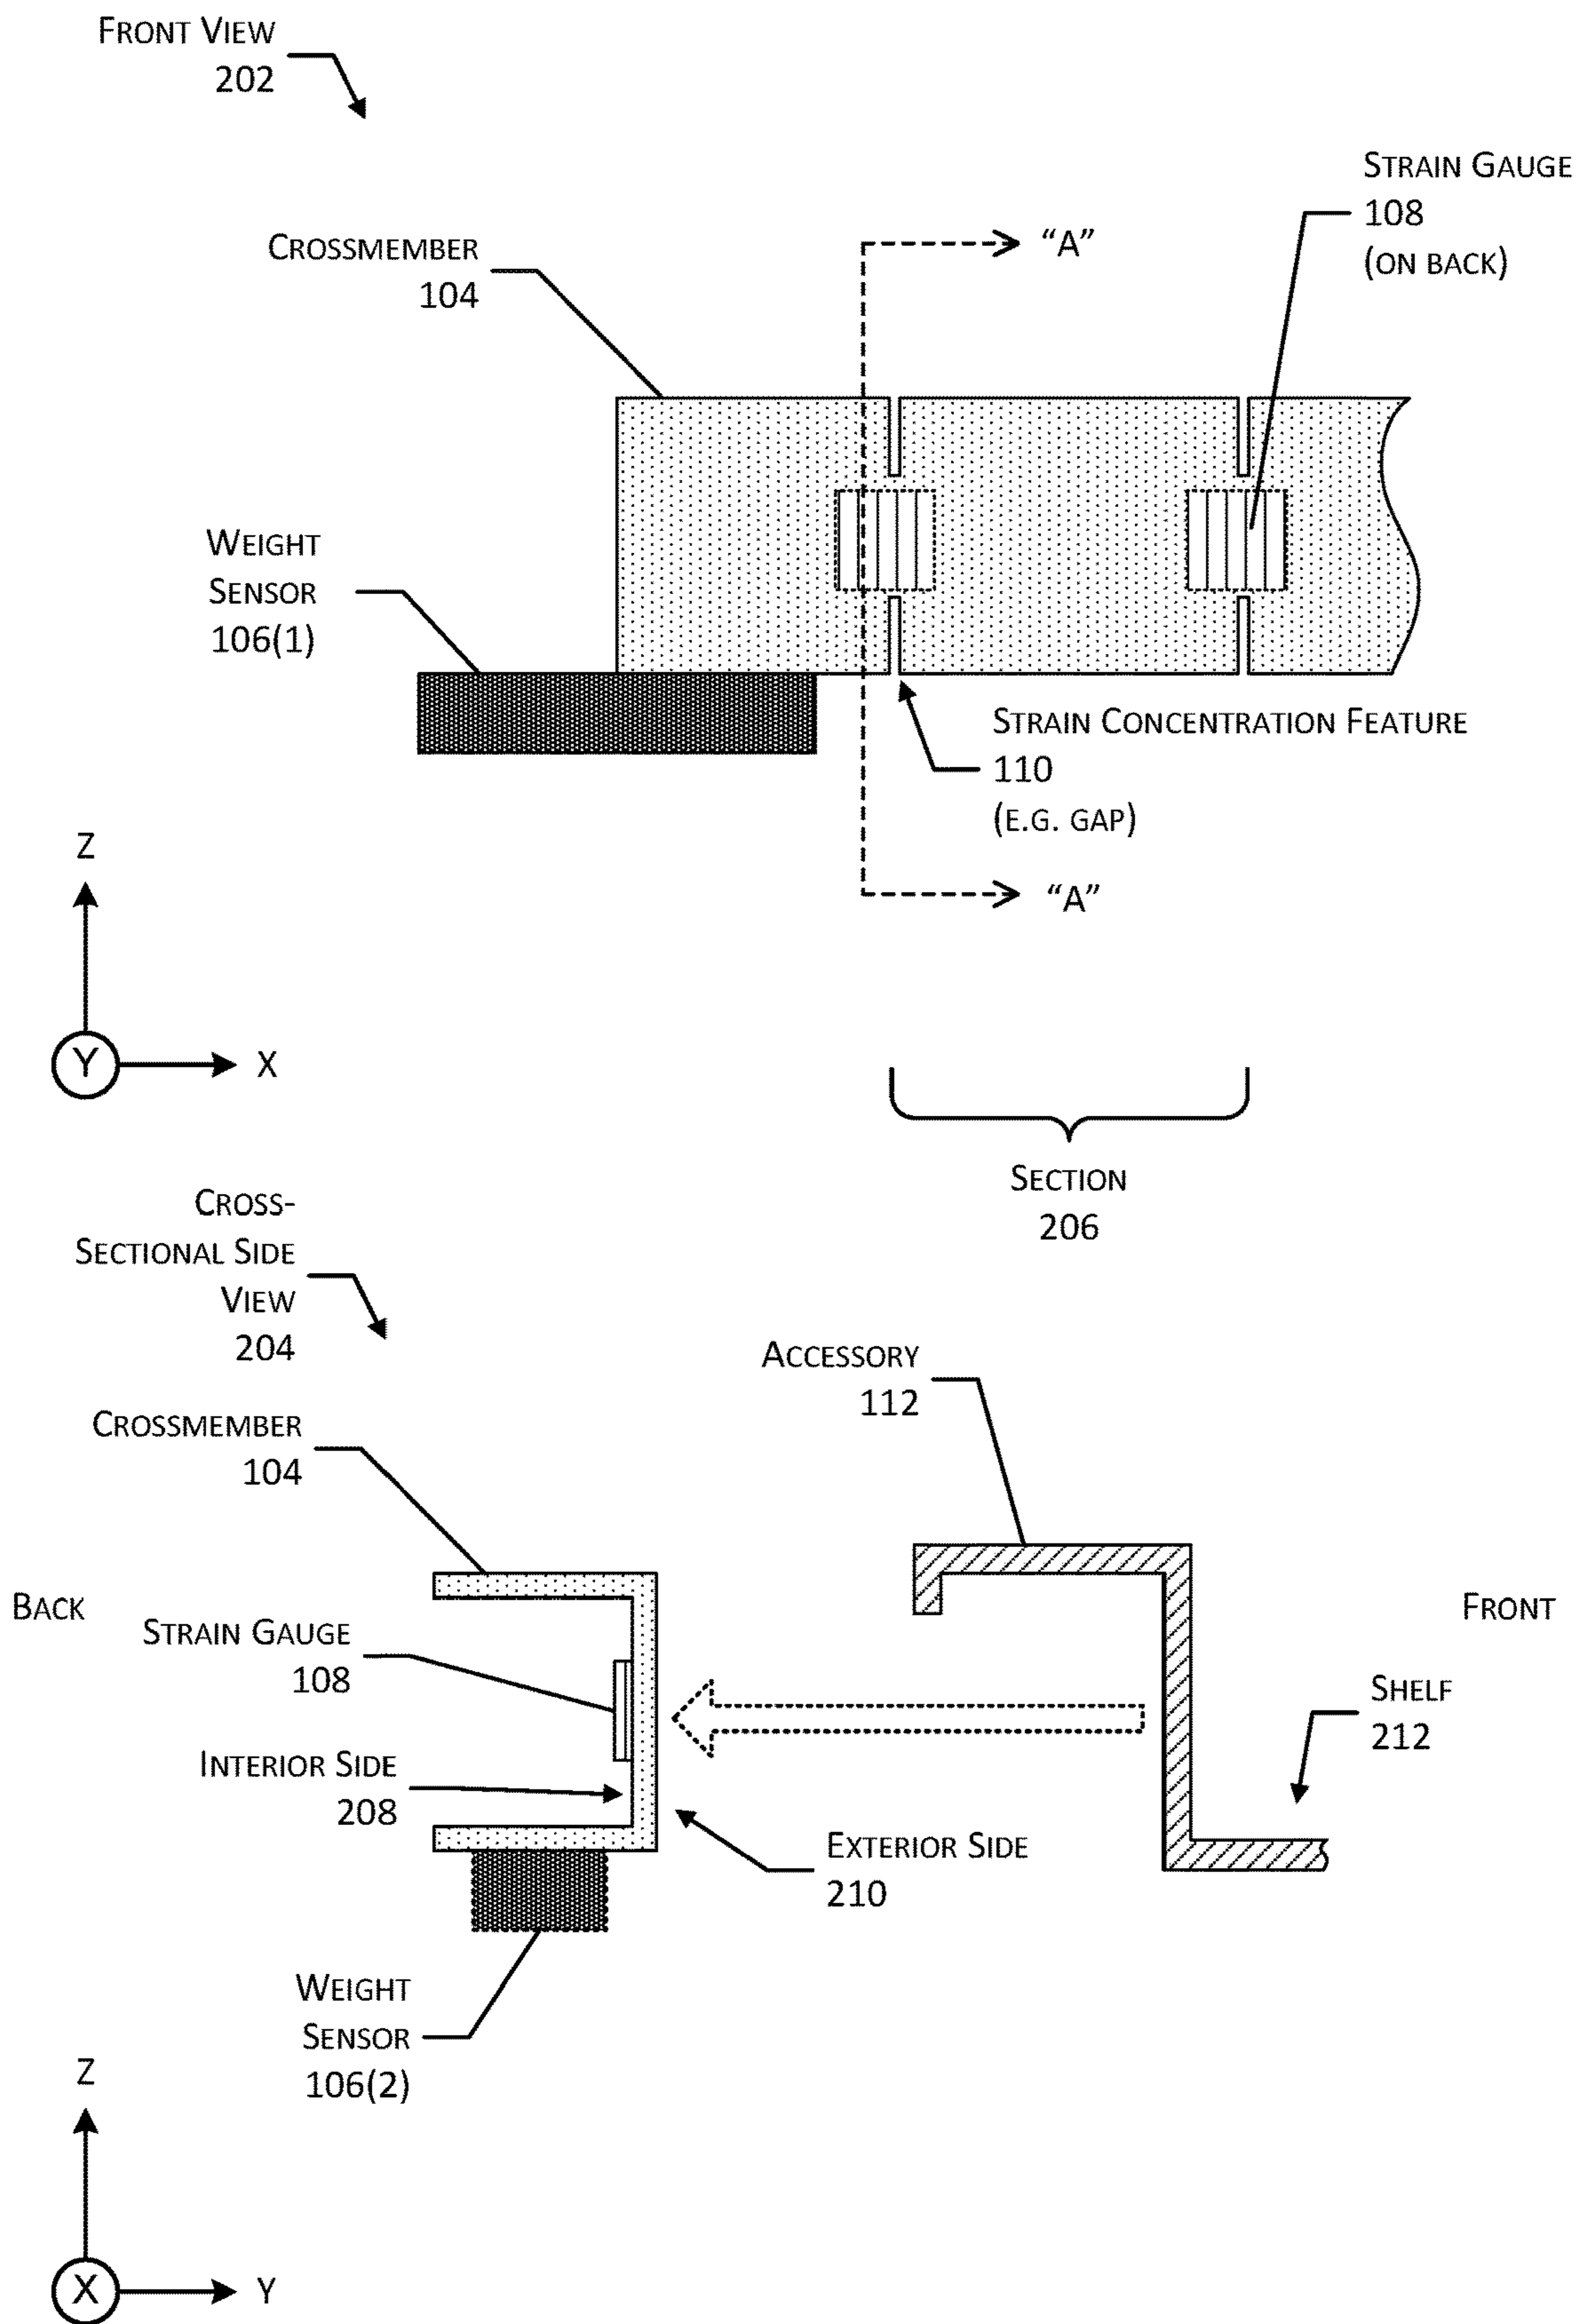 FRONT VIEW
202
STRAIN GAUGE
108
(ON BACK)
CROSSMEMBER
104
"A"
WEIGHT
SENSOR
106(1)
STRAIN CONCENTRATION FEATURE
110
(E.G. GAP)
"A"
Z
Y
X
SECTION
206
CROSS-
SECTIONAL SIDE
VIEW
204
ACCESSORY
112
CROSSMEMBER
104
BACK
FRONT
STRAIN GAUGE
108
SHELF
212
INTERIOR SIDE
208
EXTERIOR SIDE
210
WEIGHT
SENSOR
106(2)
Z
X
Y